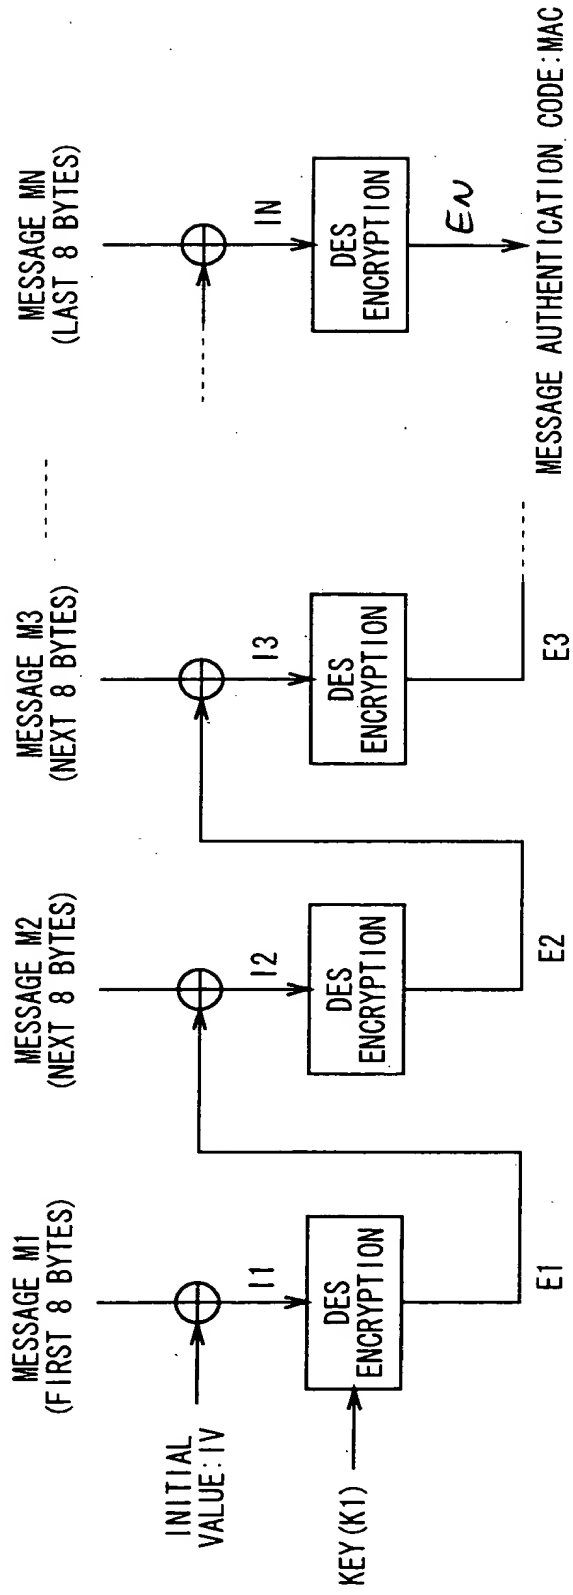 MESSAGE M1
(FIRST 8 BYTES)
MESSAGE M2
(NEXT 8 BYTES)
MESSAGE M3
(NEXT 8 BYTES)
MESSAGE MN
(LAST 8 BYTES)
INITIAL
VALUE:IV
I1
I2
I3
IN
KEY(K1)
DES
ENCRYPTION
DES
ENCRYPTION
DES
ENCRYPTION
DES
ENCRYPTION
E1
E2
E3
EN
MESSAGE AUTHENTICATION CODE:MAC